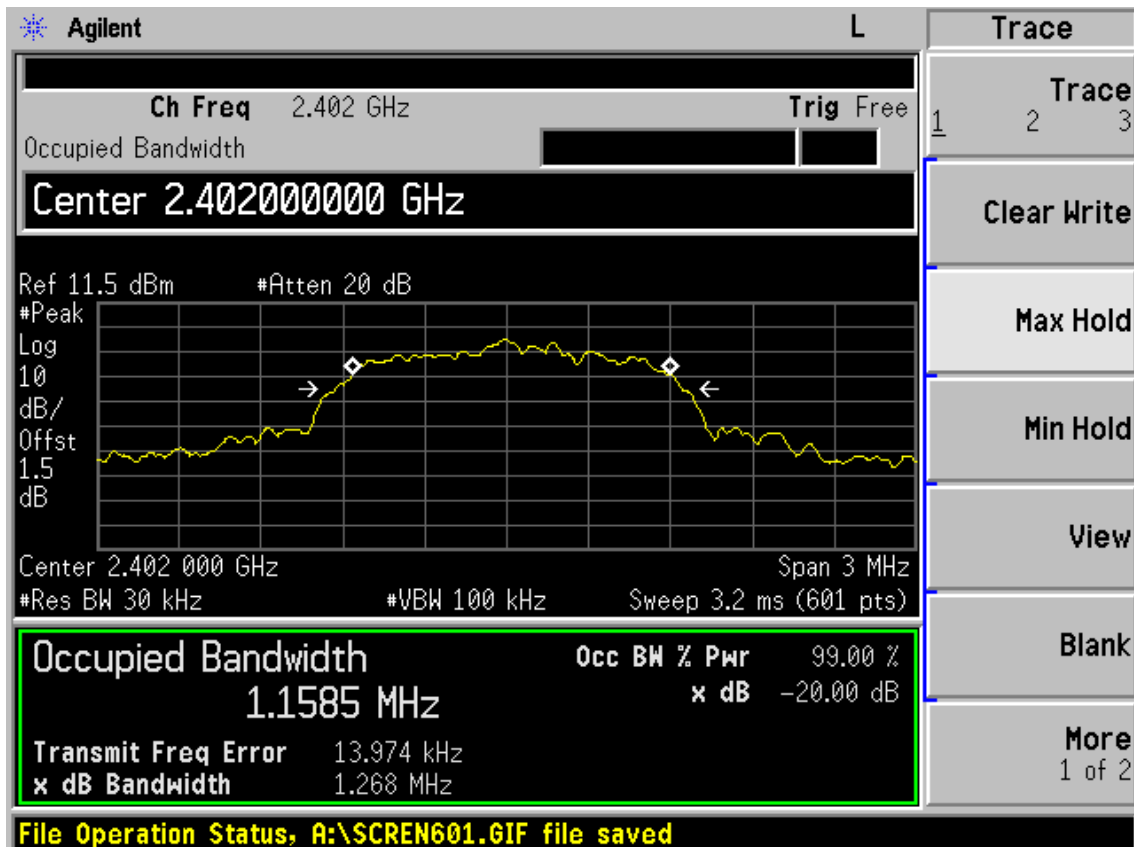 Agilent L Trace
Ch Freq 2.402 GHz Trig Free
Occupied Bandwidth
Center 2.402000000 GHz
Ref 11.5 dBm #Atten 20 dB
#Peak
Log
10
dB/
Offst
1.5
dB
Center 2.402 000 GHz Span 3 MHz
#Res BW 30 kHz #VBW 100 kHz Sweep 3.2 ms (601 pts)
Occupied Bandwidth Occ BW % Pwr 99.00 %
1.1585 MHz x dB -20.00 dB
Transmit Freq Error 13.974 kHz
x dB Bandwidth 1.268 MHz
File Operation Status, A:\SCREN601.GIF file saved
Trace
1 2 3
Clear Write
Max Hold
Min Hold
View
Blank
More
1 of 2